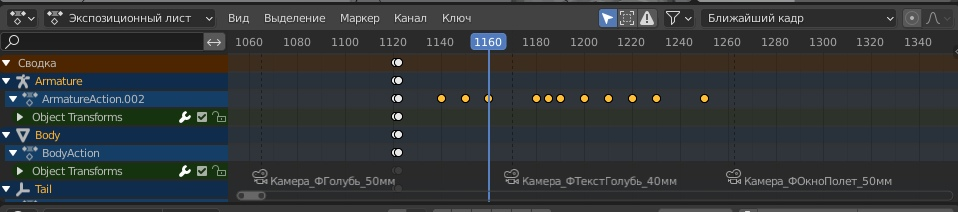 Экспозиционный лист Вид Выделение Маркер Канал Ключ Ближайший кадр
1060 1080 1100 1120 1140 1160 1180 1200 1220 1240 1260 1280 1300 1320 1340
Сводка
Armature
ArmatureAction.002
Object Transforms
Body
BodyAction
Object Transforms
Камера_ФГолубь_50мм Камера_ФТекстГолубь_40мм Камера_ФОкноПолет_50мм
Tail